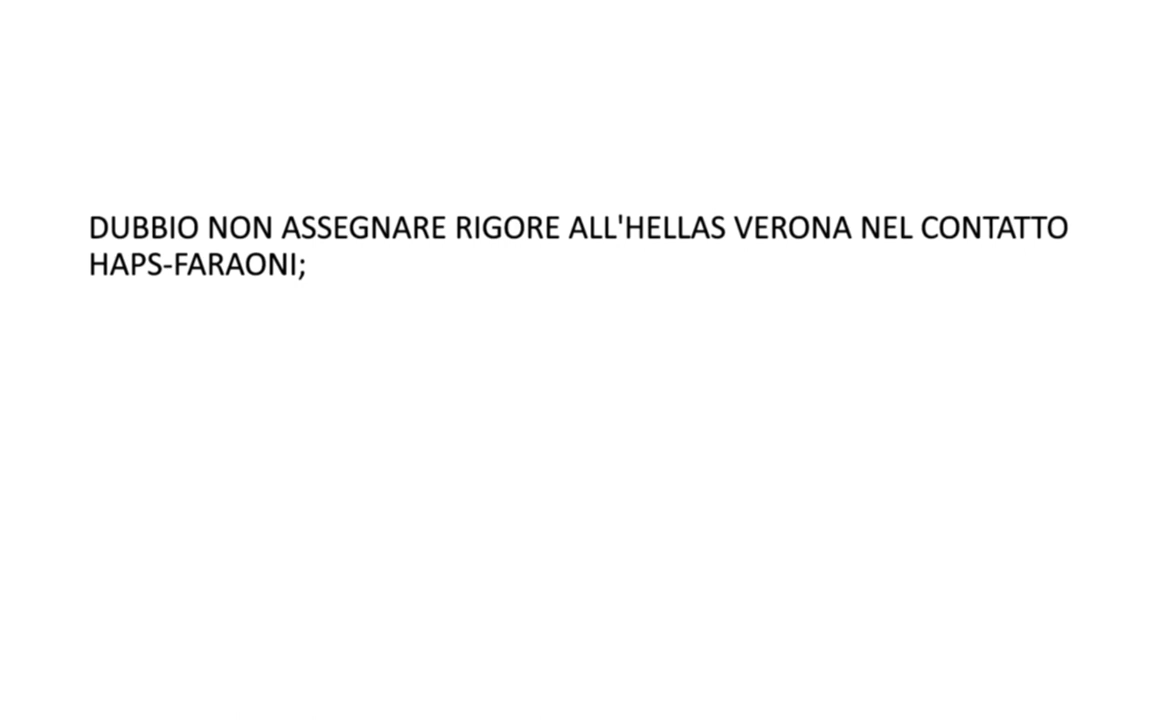 DUBBIO NON ASSEGNARE RIGORE ALL'HELLAS VERONA NEL CONTATTO
HAPS-FARAONI;